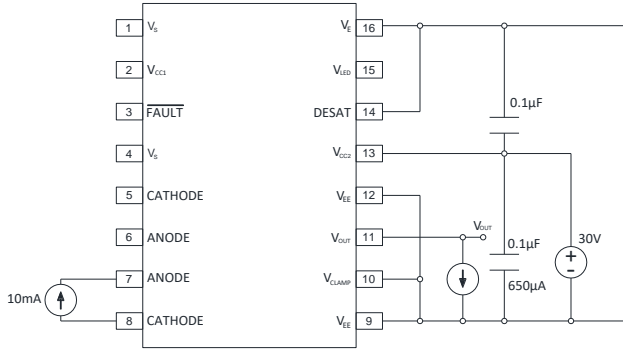 1 VS
2 VCC1
3 FAULT
4 VS
5 CATHODE
6 ANODE
7 ANODE
8 CATHODE
10mA
VE 16
VLED 15
DESAT 14
VCC2 13
VEE 12
VOUT 11
VCLAMP 10
VEE 9
VOUT
0.1μF
0.1μF
650μA
30V
+
-